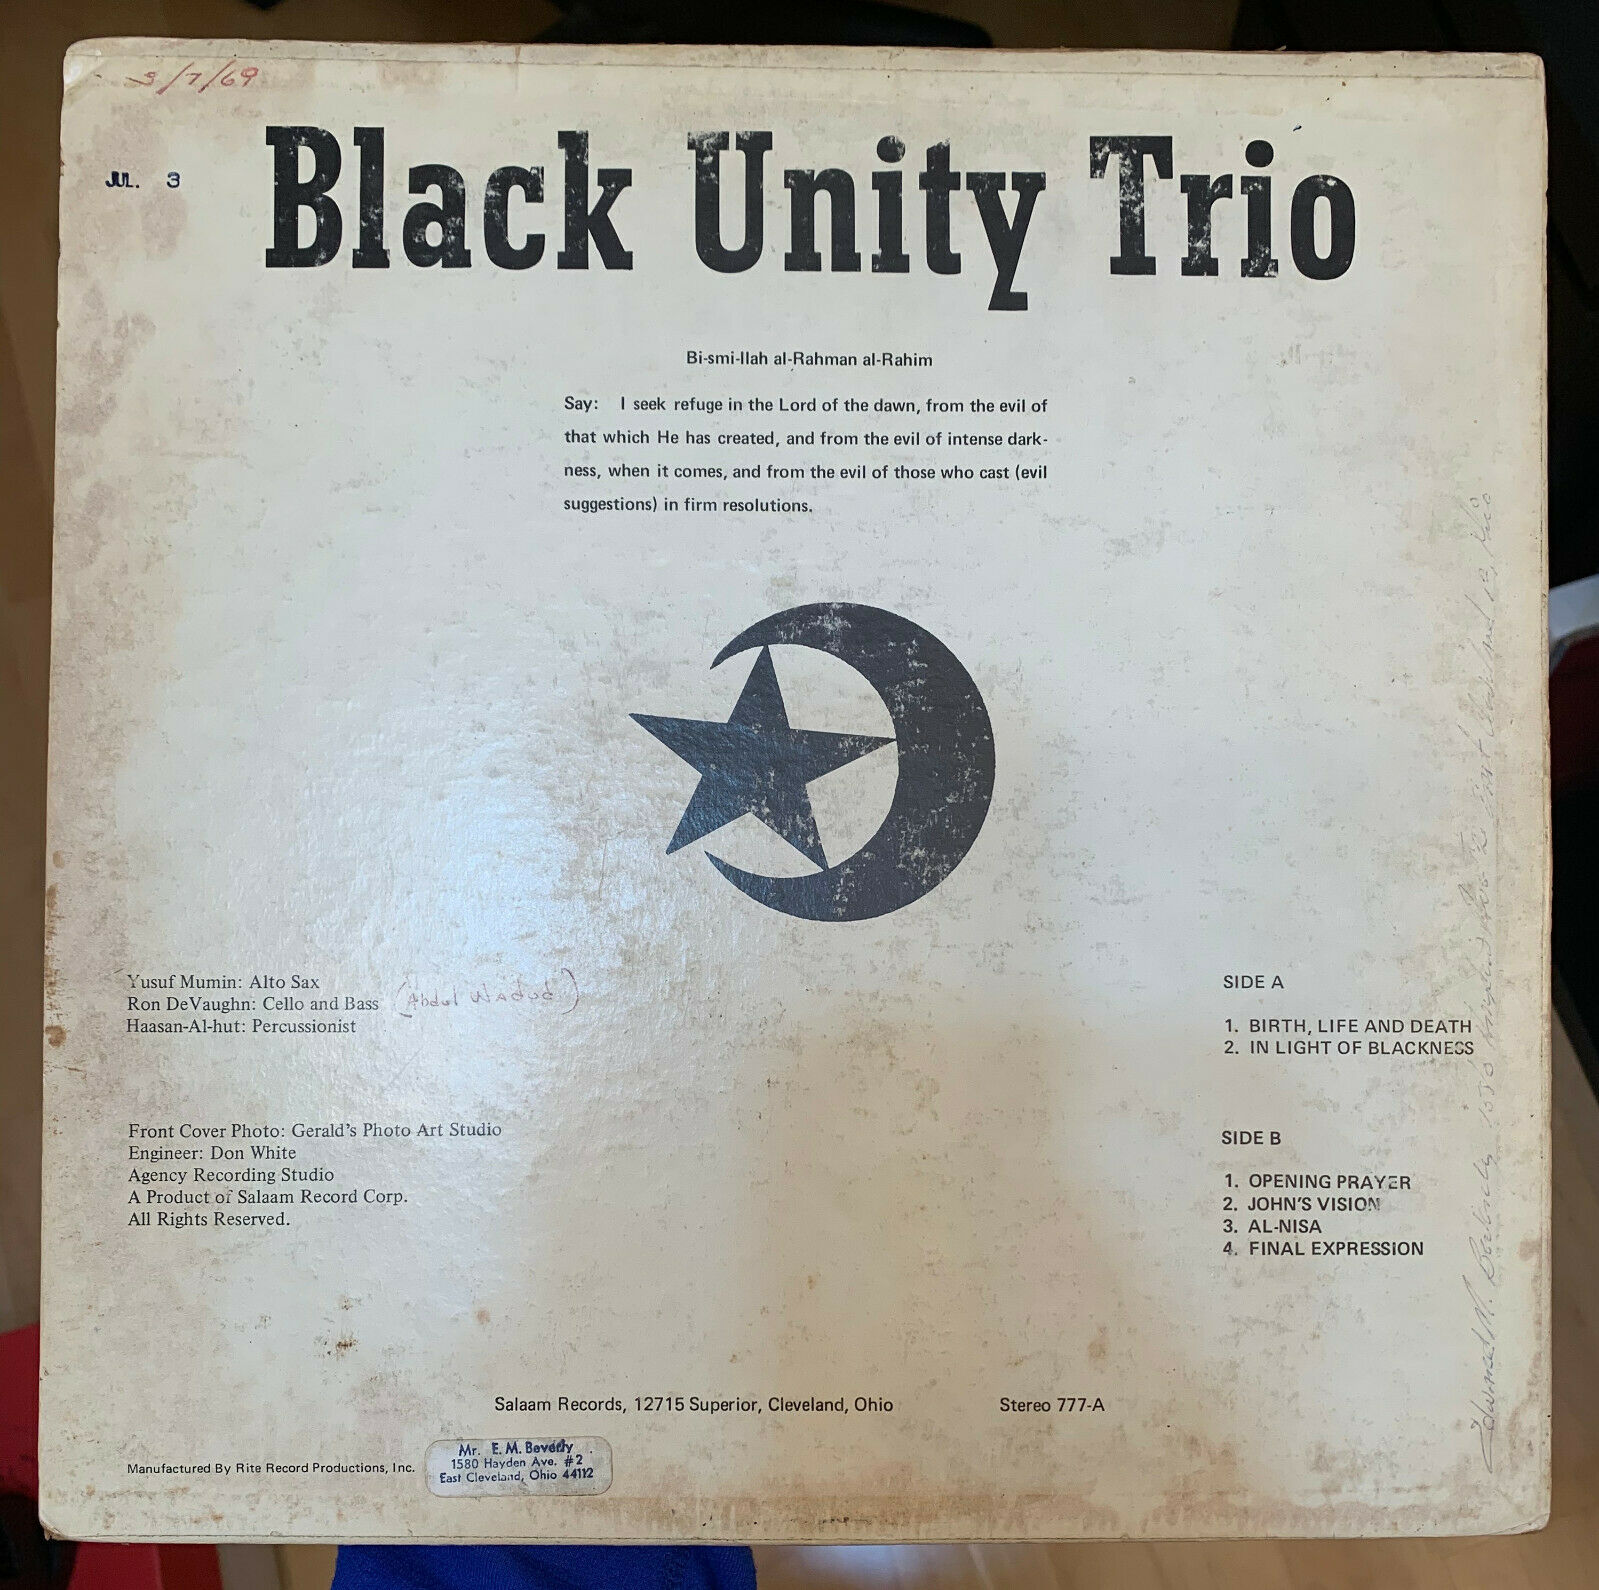 3/7/69
JUL. 3
Black Unity Trio
Bi-smi-llah al-Rahman al-Rahim
Say: I seek refuge in the Lord of the dawn, from the evil of
that which He has created, and from the evil of intense dark-
ness, when it comes, and from the evil of those who cast (evil
suggestions) in firm resolutions.
Yusuf Mumin: Alto Sax
Ron DeVaughn: Cello and Bass
Haasan-Al-hut: Percussionist
Front Cover Photo: Gerald's Photo Art Studio
Engineer: Don White
Agency Recording Studio
A Product of Salaam Record Corp.
All Rights Reserved.
SIDE A
1. BIRTH, LIFE AND DEATH
2. IN LIGHT OF BLACKNESS
SIDE B
1. OPENING PRAYER
2. JOHN'S VISION
3. AL-NISA
4. FINAL EXPRESSION
Salaam Records, 12715 Superior, Cleveland, Ohio
Stereo 777-A
Manufactured By Rite Record Productions, Inc.
Mr. E. M. Beverly
1580 Hayden Ave. #2
East Cleveland, Ohio 44112